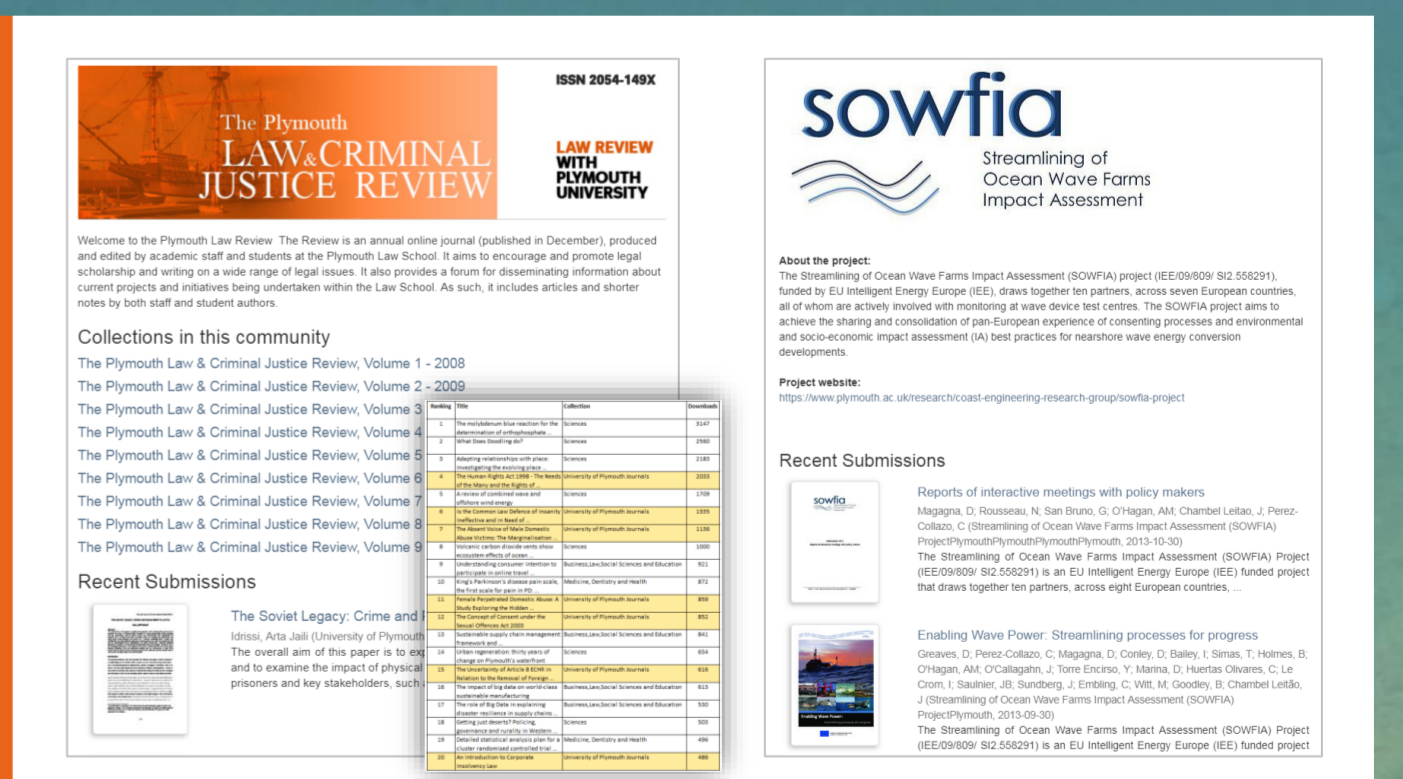 ISSN 2054-149X
The Plymouth
LAW & CRIMINAL
JUSTICE REVIEW
LAW REVIEW
WITH
PLYMOUTH
UNIVERSITY
Welcome to the Plymouth Law Review The Review is an annual online journal (published in December), produced
and edited by academic staff and students at the Plymouth Law School. It aims to encourage and promote legal
scholarship and writing on a wide range of legal issues. It also provides a forum for disseminating information about
current projects and initiatives being undertaken within the Law School. As such, it includes articles and shorter
notes by both staff and student authors.
Collections in this community
The Plymouth Law & Criminal Justice Review, Volume 1 - 2008
The Plymouth Law & Criminal Justice Review, Volume 2 - 2009
The Plymouth Law & Criminal Justice Review, Volume 3
The Plymouth Law & Criminal Justice Review, Volume 4
The Plymouth Law & Criminal Justice Review, Volume 5
The Plymouth Law & Criminal Justice Review, Volume 6
The Plymouth Law & Criminal Justice Review, Volume 7
The Plymouth Law & Criminal Justice Review, Volume 8
The Plymouth Law & Criminal Justice Review, Volume 9
Recent Submissions
The Soviet Legacy: Crime and
Idrissi, Arta Jaili (University of Plymouth
The overall aim of this paper is to
and to examine the impact of physical
prisoners and key stakeholders, such
Ranking Title Collection Downloads
1 The molybdenum blue reaction for the Sciences 3147
determination of orthophosphate ...
2 What Does Doodling do? Sciences 2580
3 Adapting relationships with place: Sciences 2183
Investigating the evolving place ...
4 The Human Rights Act 1998 - The Needs University of Plymouth Journals 2033
of the Many and the Rights of ...
5 A review of combined wave and Sciences 1709
offshore wind energy
6 Is the Common Law Defence of Insanity University of Plymouth Journals 1335
Ineffective and in Need of ...
7 The Absent Voice of Male Domestic University of Plymouth Journals 1136
Abuse Victims: The Marginalisation ...
8 Volcanic carbon dioxide vents show Sciences 1000
ecosystem effects of ocean ...
9 Understanding consumer intention to Business,Law,Social Sciences and Education 921
participate in online travel ...
10 King's Parkinson's disease pain scale, Medicine, Dentistry and Health 872
the first scale for pain in PD: ...
11 Female Perpetrated Domestic Abuse: A University of Plymouth Journals 859
Study Exploring the Hidden ...
12 The Concept of Consent under the University of Plymouth Journals 852
Sexual Offences Act 2003
13 Sustainable supply chain management Business,Law,Social Sciences and Education 841
framework and ...
14 Urban regeneration: thirty years of Sciences 654
change on Plymouth's waterfront
15 The Uncertainty of Article 8 ECHR in University of Plymouth Journals 616
Relation to the Removal of Foreign ...
16 The impact of big data on world-class Business,Law,Social Sciences and Education 613
sustainable manufacturing
17 The role of Big Data in explaining Business,Law,Social Sciences and Education 530
disaster resilience in supply chains ...
18 Getting just deserts? Policing, Sciences 503
governance and rurality in Western ...
19 Detailed statistical analysis plan for a Medicine, Dentistry and Health 496
cluster randomised controlled trial ...
20 An Introduction to Corporate University of Plymouth Journals 486
Insolvency Law
sowfia
Streamlining of
Ocean Wave Farms
Impact Assessment
About the project:
The Streamlining of Ocean Wave Farms Impact Assessment (SOWFIA) project (IEE/09/809/ SI2.558291),
funded by EU Intelligent Energy Europe (IEE), draws together ten partners, across seven European countries,
all of whom are actively involved with monitoring at wave device test centres. The SOWFIA project aims to
achieve the sharing and consolidation of pan-European experience of consenting processes and environmental
and socio-economic impact assessment (IA) best practices for nearshore wave energy conversion
developments.
Project website:
https://www.plymouth.ac.uk/research/coast-engineering-research-group/sowfia-project
Recent Submissions
sowfia
Reports of interactive meetings with policy makers
Magagna, D; Rousseau, N; San Bruno, G; O'Hagan, AM; Chambel Leitao, J; Perez-
Collazo, C (Streamlining of Ocean Wave Farms Impact Assessment (SOWFIA)
ProjectPlymouthPlymouthPlymouthPlymouth, 2013-10-30)
The Streamlining of Ocean Wave Farms Impact Assessment (SOWFIA) Project
(IEE/09/809/ SI2.558291) is an EU Intelligent Energy Europe (IEE) funded project
that draws together ten partners, across eight European countries, ...
Enabling Wave Power:
Enabling Wave Power: Streamlining processes for progress
Greaves, D; Perez-Collazo, C; Magagna, D; Conley, D; Bailey, I; Simas, T; Holmes, B;
O'Hagan, AM; O'Callaghan, J; Torre Encirso, Y; Marina, D; Huertas Olivares, C; Le
Crom, I; Saulnier, JB; Sundberg, J; Embling, C; Witt, M; Goodley, B; Chambel Leitão,
J (Streamlining of Ocean Wave Farms Impact Assessment (SOWFIA)
ProjectPlymouth, 2013-09-30)
The Streamlining of Ocean Wave Farms Impact Assessment (SOWFIA) Project
(IEE/09/809/ SI2.558291) is an EU Intelligent Energy Europe (IEE) funded project